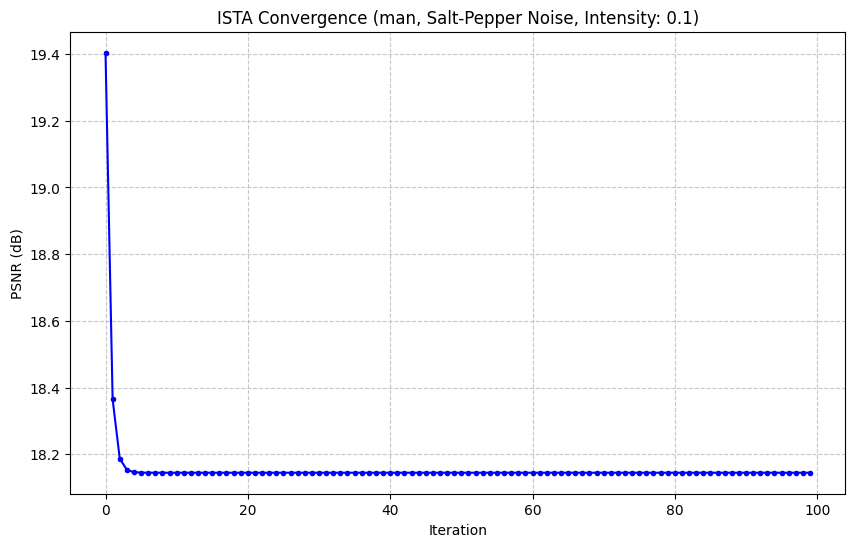 ISTA Convergence (man, Salt-Pepper Noise, Intensity: 0.1)
PSNR (dB)
19.4
19.2
19.0
18.8
18.6
18.4
18.2
0 20 40 60 80 100
Iteration